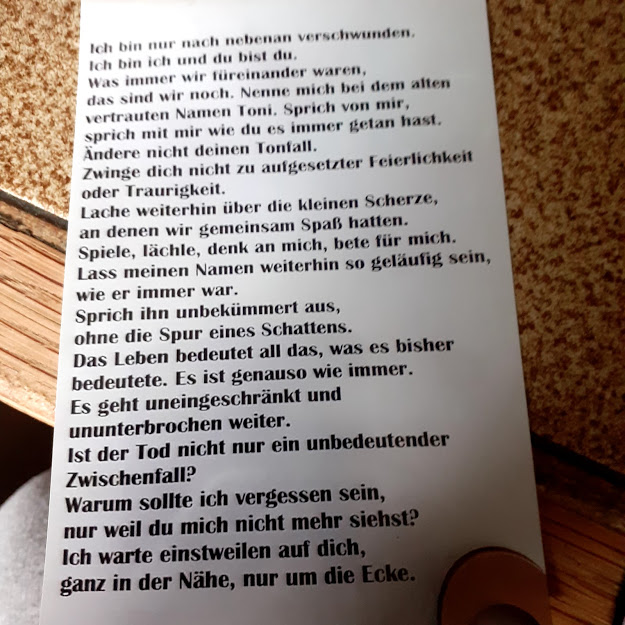 Ich bin nur nach nebenan verschwunden.
Ich bin ich und du bist du.
Was immer wir füreinander waren,
das sind wir noch. Nenne mich bei dem alten
vertrauten Namen Toni. Sprich von mir,
sprich mit mir wie du es immer getan hast.
Ändere nicht deinen Tonfall.
Zwinge dich nicht zu aufgesetzter Feierlichkeit
oder Traurigkeit.
Lache weiterhin über die kleinen Scherze,
an denen wir gemeinsam Spaß hatten.
Spiele, lächle, denk an mich, bete für mich.
Lass meinen Namen weiterhin so geläufig sein,
wie er immer war.
Sprich ihn unbekümmert aus,
ohne die Spur eines Schattens.
Das Leben bedeutet all das, was es bisher
bedeutete. Es ist genauso wie immer.
Es geht uneingeschränkt und
ununterbrochen weiter.
Ist der Tod nicht nur ein unbedeutender
Zwischenfall?
Warum sollte ich vergessen sein,
nur weil du mich nicht mehr siehst?
Ich warte einstweilen auf dich,
ganz in der Nähe, nur um die Ecke.